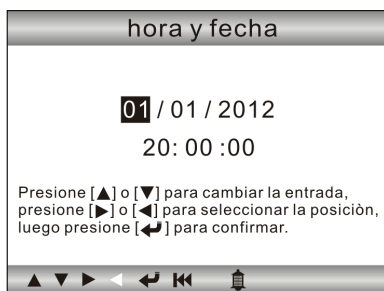 hora y fecha
01 / 01 / 2012
20: 00 :00
Presione [▲] o [▼] para cambiar la entrada,
presione [▶] o [◀] para seleccionar la posiciòn,
luego presione [↵] para confirmar.